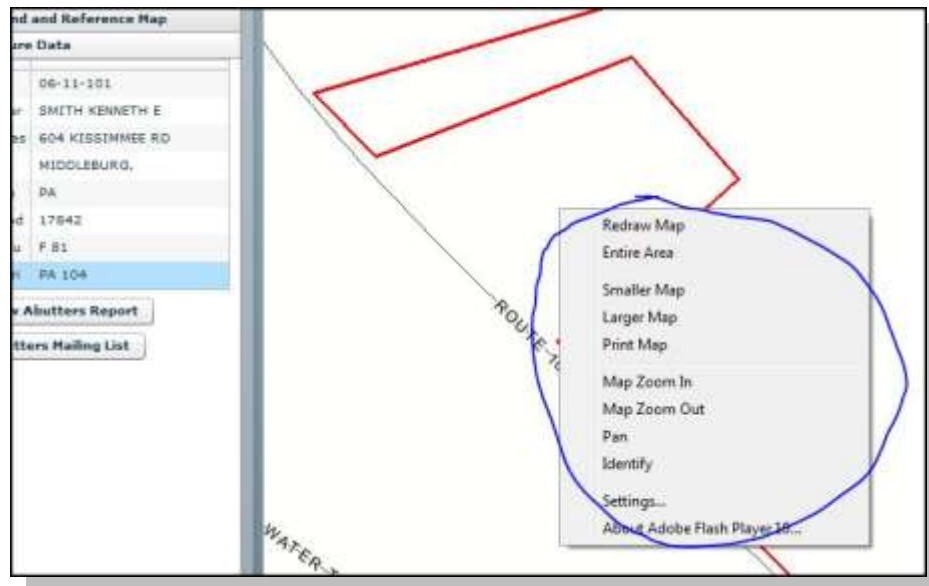 nd and Reference Map
ure Data
06-11-101
ur SMITH KENNETH E
es 604 KISSIMMEE RD
MIDDLEBURG,
PA
d 17842
u F 81
H PA 104
v Abutters Report
tters Mailing List
ROUTE 10
WATER
Redraw Map
Entire Area
Smaller Map
Larger Map
Print Map
Map Zoom In
Map Zoom Out
Pan
Identify
Settings...
About Adobe Flash Player 10...